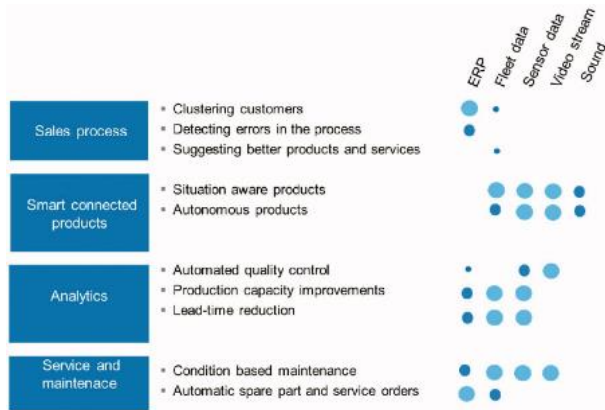 ERP
Fleet data
Sensor data
Video stream
Sound
Sales process
▪ Clustering customers
▪ Detecting errors in the process
▪ Suggesting better products and services
Smart connected
products
▪ Situation aware products
▪ Autonomous products
Analytics
▪ Automated quality control
▪ Production capacity improvements
▪ Lead-time reduction
Service and
maintenace
▪ Condition based maintenance
▪ Automatic spare part and service orders